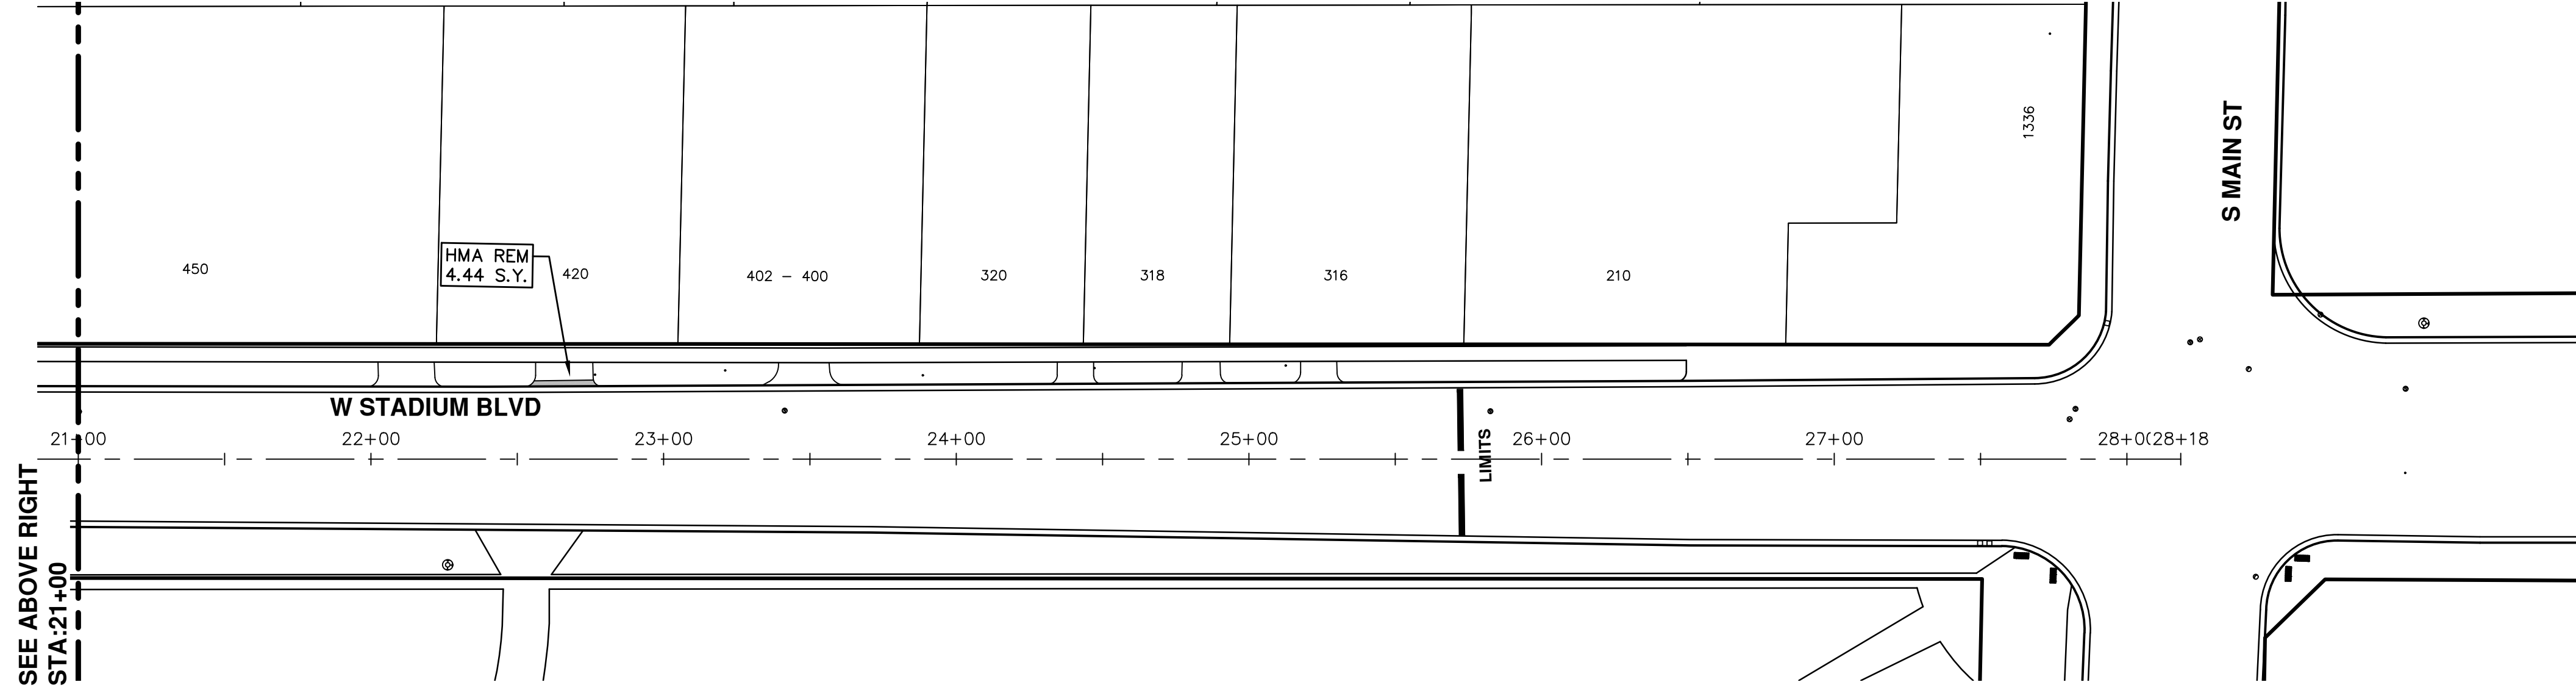 1336
S MAIN ST
HMA REM
4.44 S.Y.
450
420
402 - 400
320
318
316
210
W STADIUM BLVD
21+00
22+00
23+00
24+00
25+00
26+00
27+00
28+0
28+18
LIMITS
SEE ABOVE RIGHT
STA:21+00